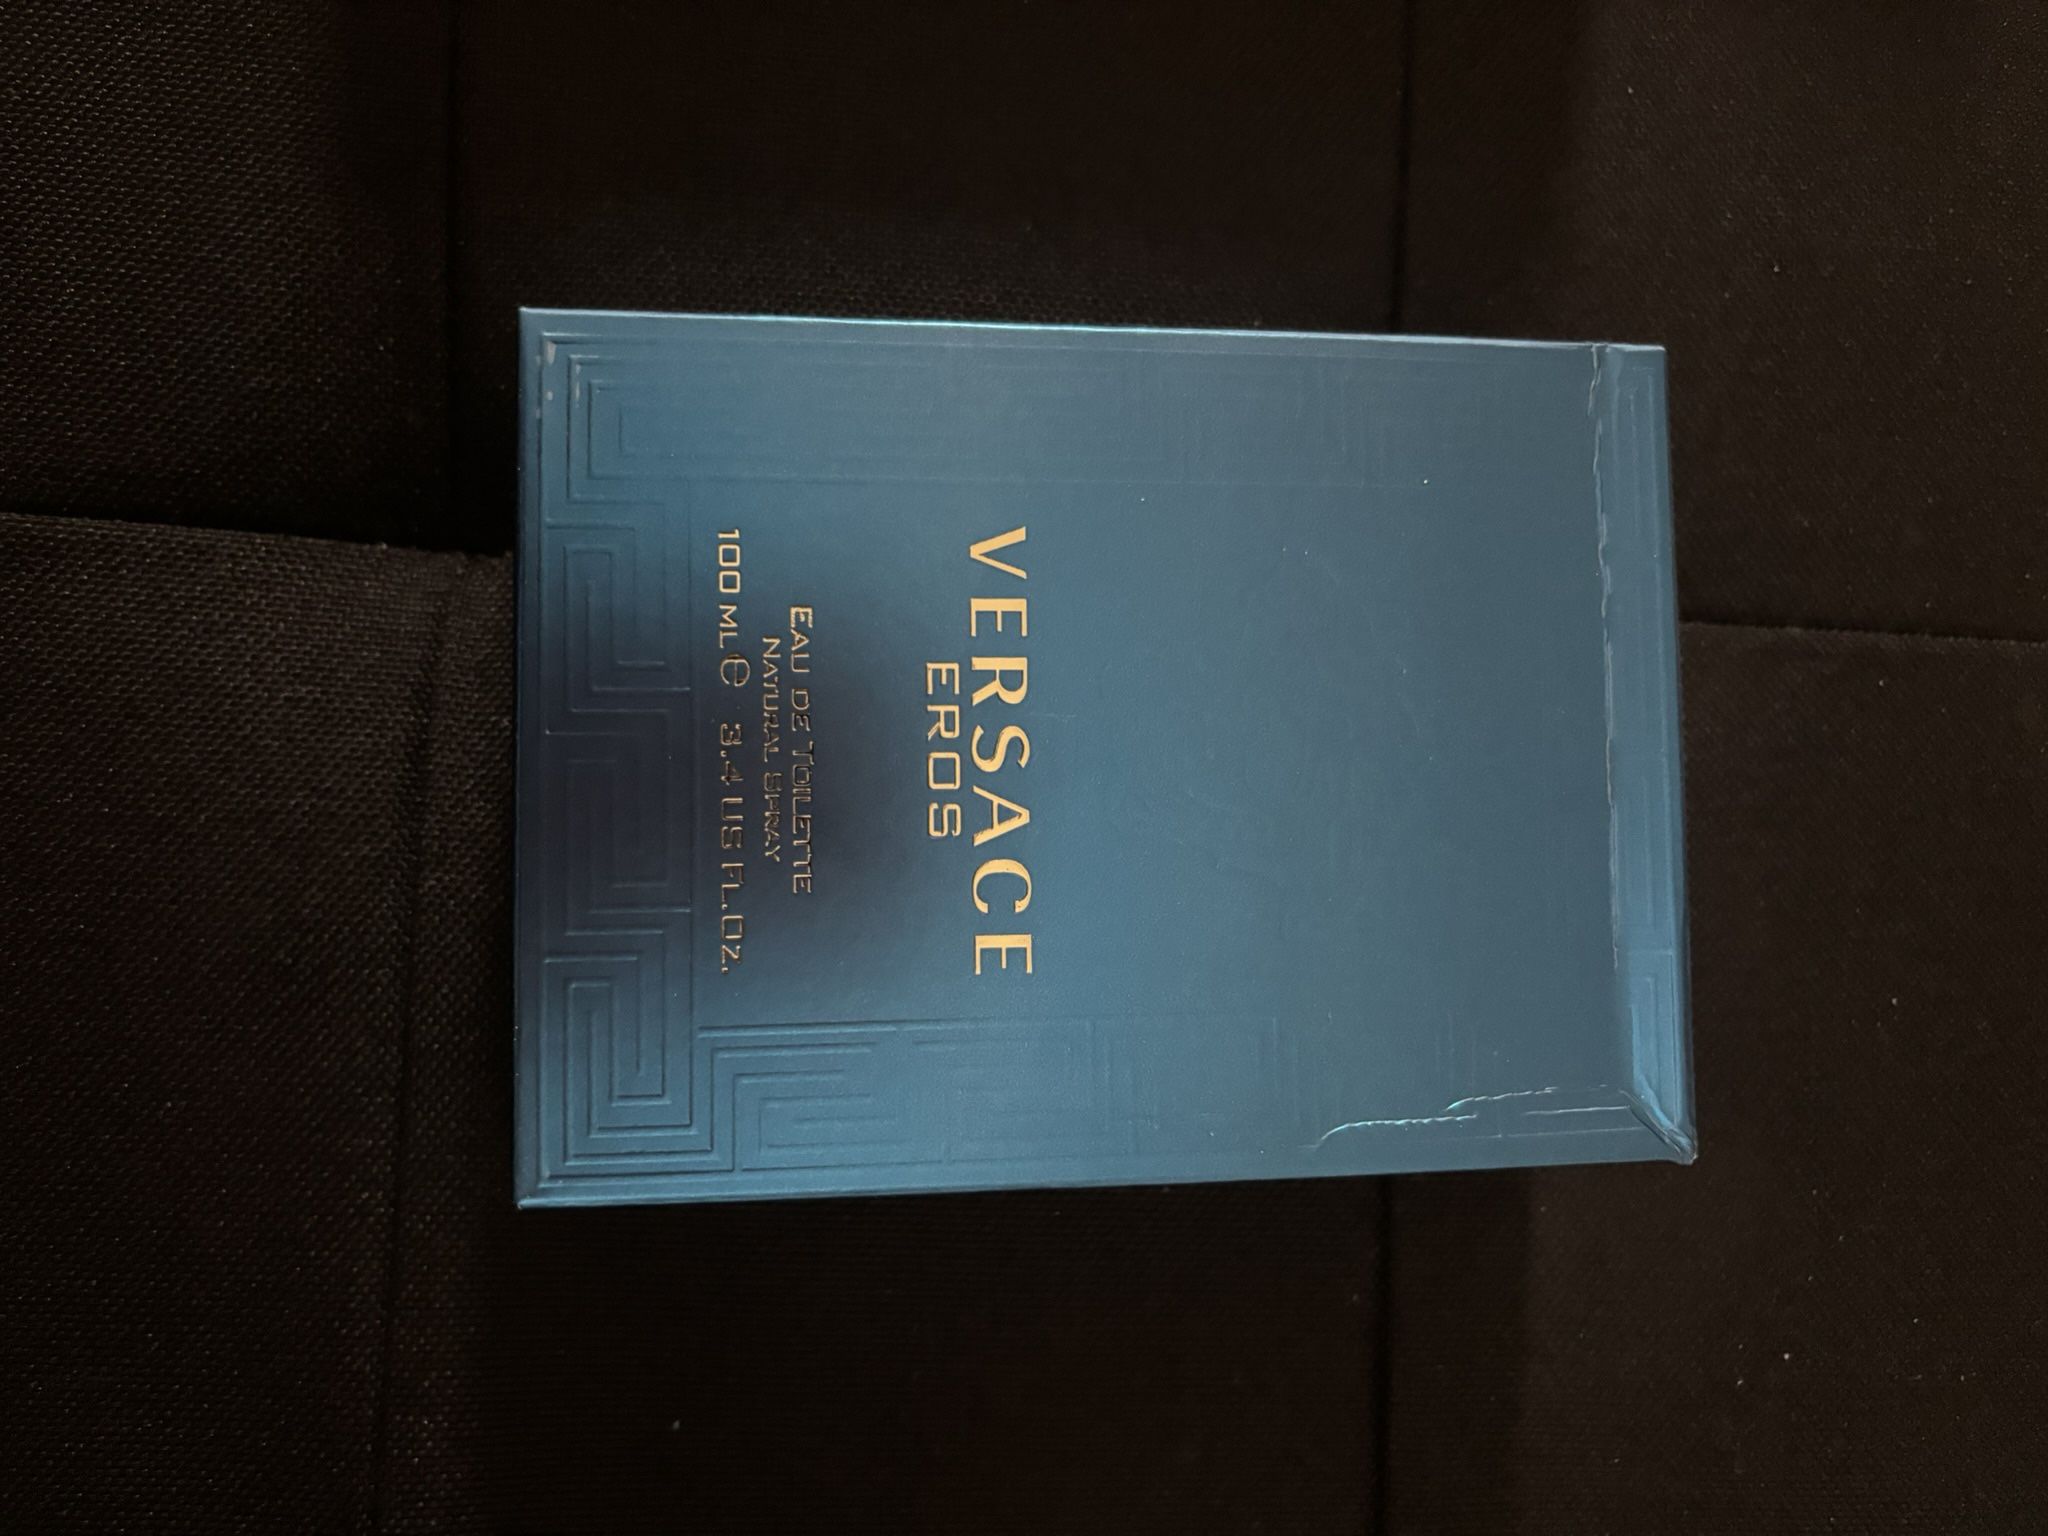 VERSACE
EROS
EAU DE TOILETTE
NATURAL SPRAY
100 ML ℮ 3.4 US FL.OZ.